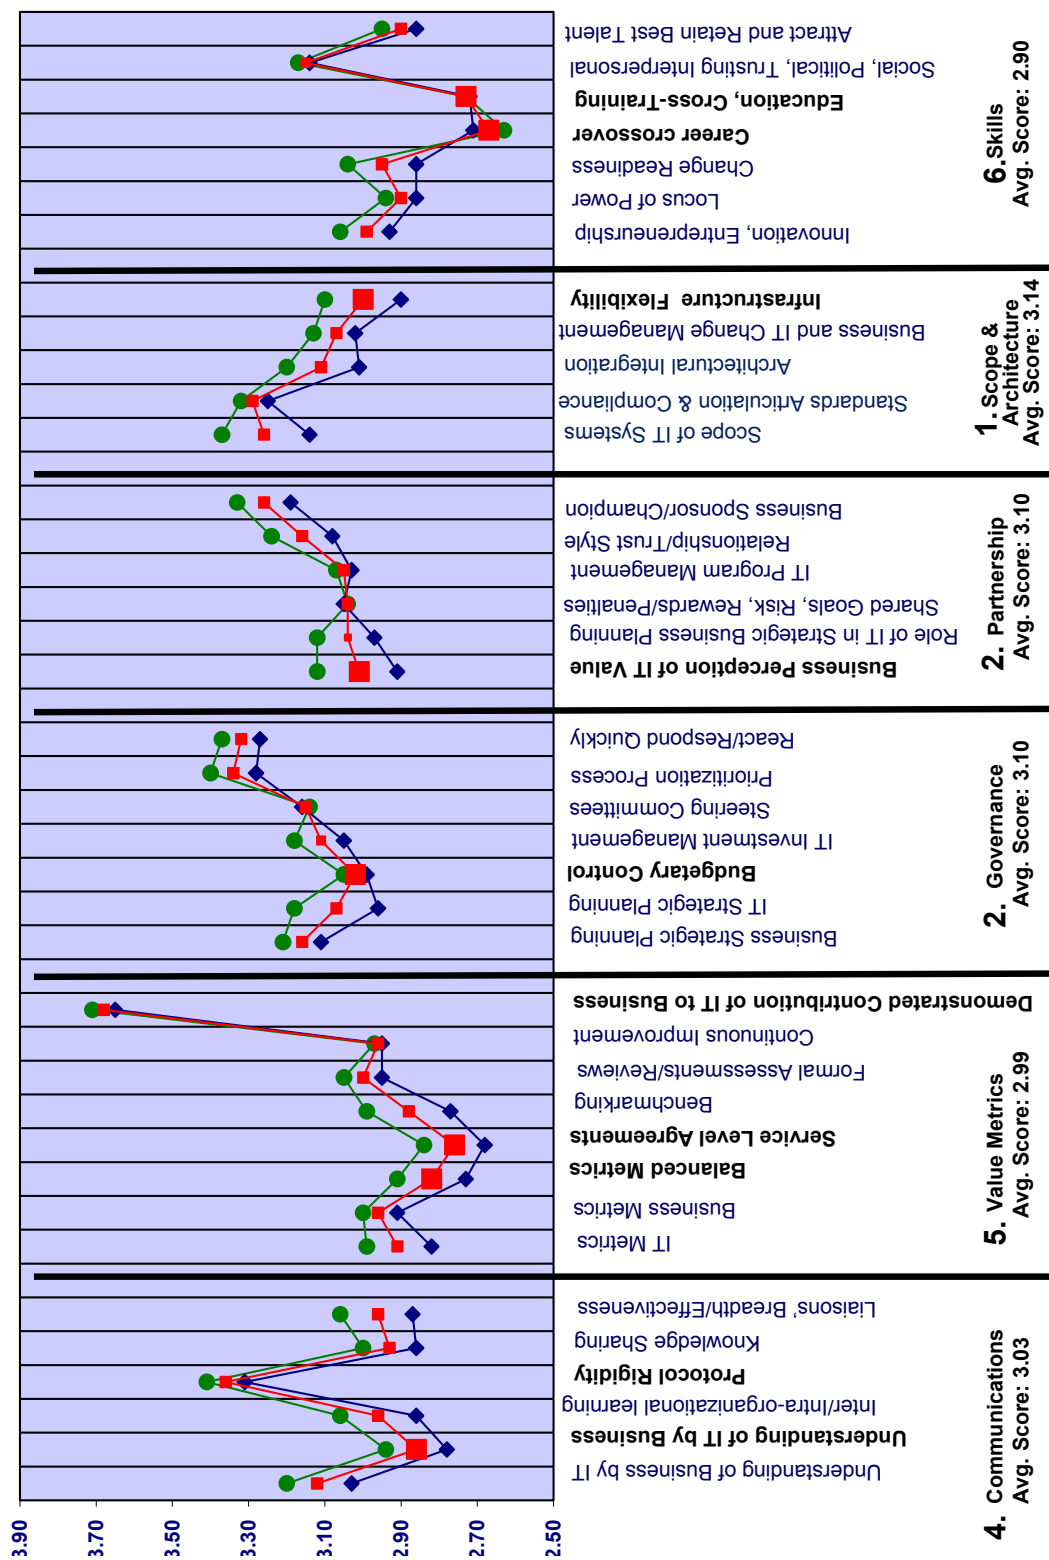 3.90
3.70
3.50
3.30
3.10
2.90
2.70
2.50
Understanding of Business by IT
Understanding of IT by Business
Inter/Intra-organizational learning
Protocol Rigidity
Knowledge Sharing
Liaisons' Breadth/Effectiveness
4. Communications
Avg. Score: 3.03
IT Metrics
Business Metrics
Balanced Metrics
Service Level Agreements
Benchmarking
Formal Assessments/Reviews
Continuous Improvement
Demonstrated Contribution of IT to Business
5. Value Metrics
Avg. Score: 2.99
Business Strategic Planning
IT Strategic Planning
Budgetary Control
IT Investment Management
Steering Committees
Prioritization Process
React/Respond Quickly
2. Governance
Avg. Score: 3.10
Business Perception of IT Value
Role of IT in Strategic Business Planning
Shared Goals, Risk, Rewards/Penalties
IT Program Management
Relationship/Trust Style
Business Sponsor/Champion
2. Partnership
Avg. Score: 3.10
Scope of IT Systems
Standards Articulation & Compliance
Architectural Integration
Business and IT Change Management
Infrastructure Flexibility
1. Scope &
Architecture
Avg. Score: 3.14
Innovation, Entrepreneurship
Locus of Power
Change Readiness
Career crossover
Education, Cross-Training
Social, Political, Trusting Interpersonal
Attract and Retain Best Talent
6.Skills
Avg. Score: 2.90